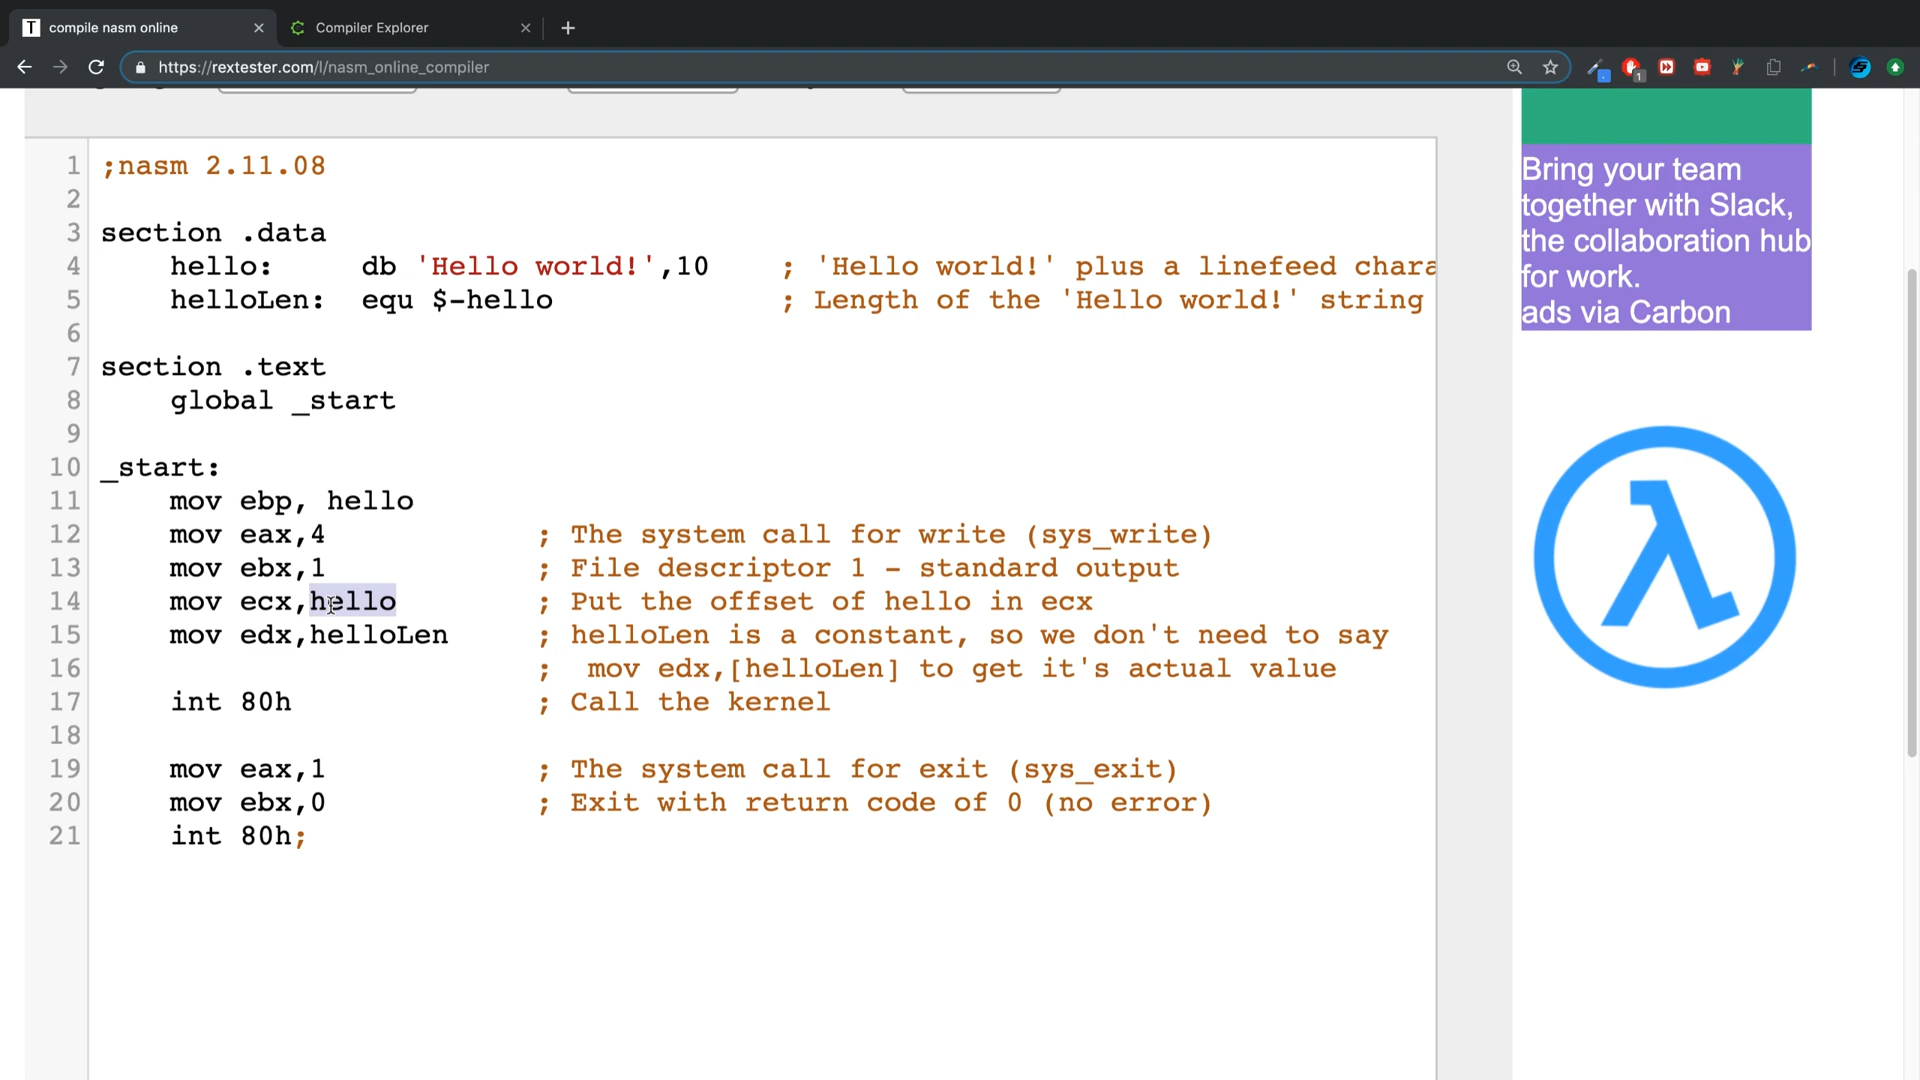 compile nasm online
Compiler Explorer
https://rextester.com/l/nasm_online_compiler
1
1 ;nasm 2.11.08
2
3 section .data
4 hello: db 'Hello world!',10 ; 'Hello world!' plus a linefeed chara
5 helloLen: equ $-hello ; Length of the 'Hello world!' string
6
7 section .text
8 global _start
9
10 _start:
11 mov ebp, hello
12 mov eax,4 ; The system call for write (sys_write)
13 mov ebx,1 ; File descriptor 1 - standard output
14 mov ecx,hello ; Put the offset of hello in ecx
15 mov edx,helloLen ; helloLen is a constant, so we don't need to say
16 ; mov edx,[helloLen] to get it's actual value
17 int 80h ; Call the kernel
18
19 mov eax,1 ; The system call for exit (sys_exit)
20 mov ebx,0 ; Exit with return code of 0 (no error)
21 int 80h;
Bring your team
together with Slack,
the collaboration hub
for work.
ads via Carbon